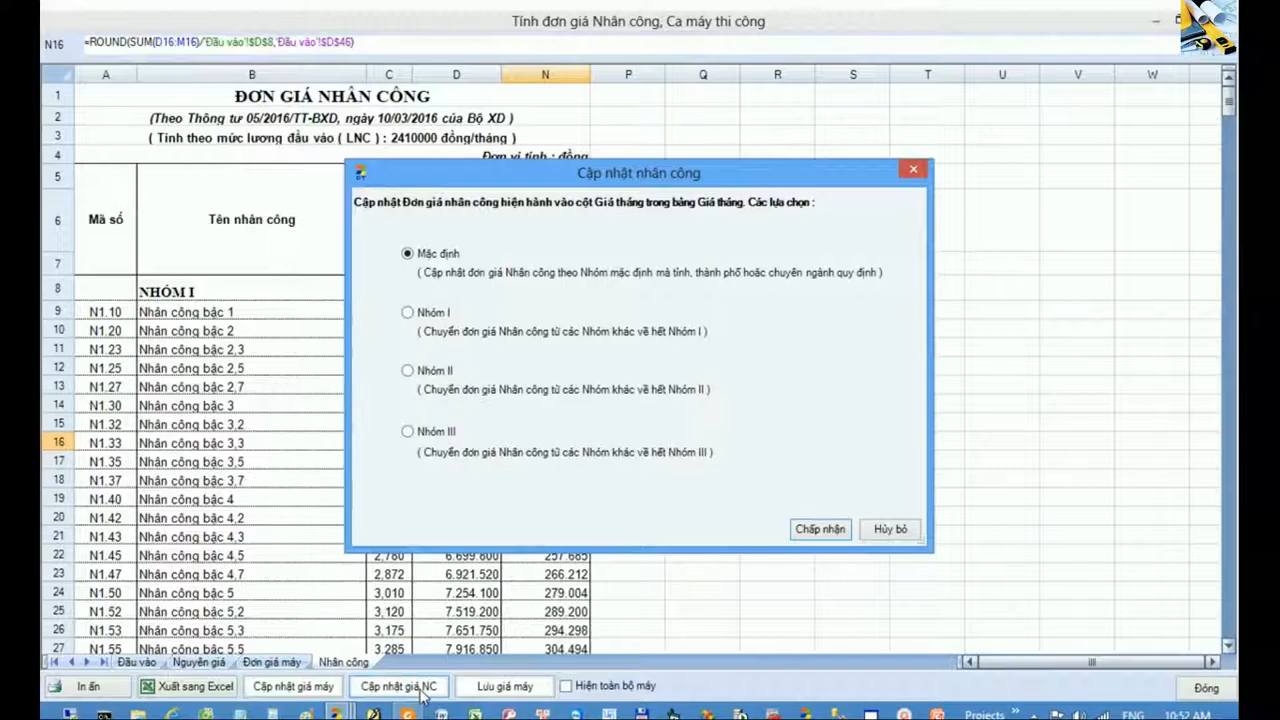 Tính đơn giá Nhân công, Ca máy thi công
N16 =ROUND(SUM(D16:M16)/'Đầu vào'!$D$8,'Đầu vào'!$D$46)
A B C D N P Q R S T U V W
1 ĐƠN GIÁ NHÂN CÔNG
2 (Theo Thông tư 05/2016/TT-BXD, ngày 10/03/2016 của Bộ XD )
3 ( Tính theo mức lương đầu vào ( LNC ) : 2410000 đồng/tháng )
4 Đơn vị tính : đồng
5
6 Mã số Tên nhân công
7
8 NHÓM I
9 N1.10 Nhân công bậc 1
10 N1.20 Nhân công bậc 2
11 N1.23 Nhân công bậc 2,3
12 N1.25 Nhân công bậc 2,5
13 N1.27 Nhân công bậc 2,7
14 N1.30 Nhân công bậc 3
15 N1.32 Nhân công bậc 3,2
16 N1.33 Nhân công bậc 3,3
17 N1.35 Nhân công bậc 3,5
18 N1.37 Nhân công bậc 3,7
19 N1.40 Nhân công bậc 4
20 N1.42 Nhân công bậc 4,2
21 N1.43 Nhân công bậc 4,3
22 N1.45 Nhân công bậc 4,5 2,780 6.699.800 257.685
23 N1.47 Nhân công bậc 4,7 2,872 6.921.520 266.212
24 N1.50 Nhân công bậc 5 3,010 7.254.100 279.004
25 N1.52 Nhân công bậc 5,2 3,120 7.519.200 289.200
26 N1.53 Nhân công bậc 5,3 3,175 7.651.750 294.298
27 N1.55 Nhân công bậc 5,5 3,285 7.916.850 304.494
Cập nhật nhân công
Cập nhật Đơn giá nhân công hiện hành vào cột Giá tháng trong bảng Giá tháng. Các lựa chọn :
Mặc định
( Cập nhật đơn giá Nhân công theo Nhóm mặc định mà tỉnh, thành phố hoặc chuyên ngành quy định )
Nhóm I
( Chuyển đơn giá Nhân công từ các Nhóm khác về hết Nhóm I )
Nhóm II
( Chuyển đơn giá Nhân công từ các Nhóm khác về hết Nhóm II )
Nhóm III
( Chuyển đơn giá Nhân công từ các Nhóm khác về hết Nhóm III )
Chấp nhận Hủy bỏ
Đầu vào Nguyên giá Đơn giá máy Nhân công
In ấn Xuất sang Excel Cập nhật giá máy Cập nhật giá NC Lưu giá máy Hiện toàn bộ máy Đóng
Projects ENG 10:52 AM